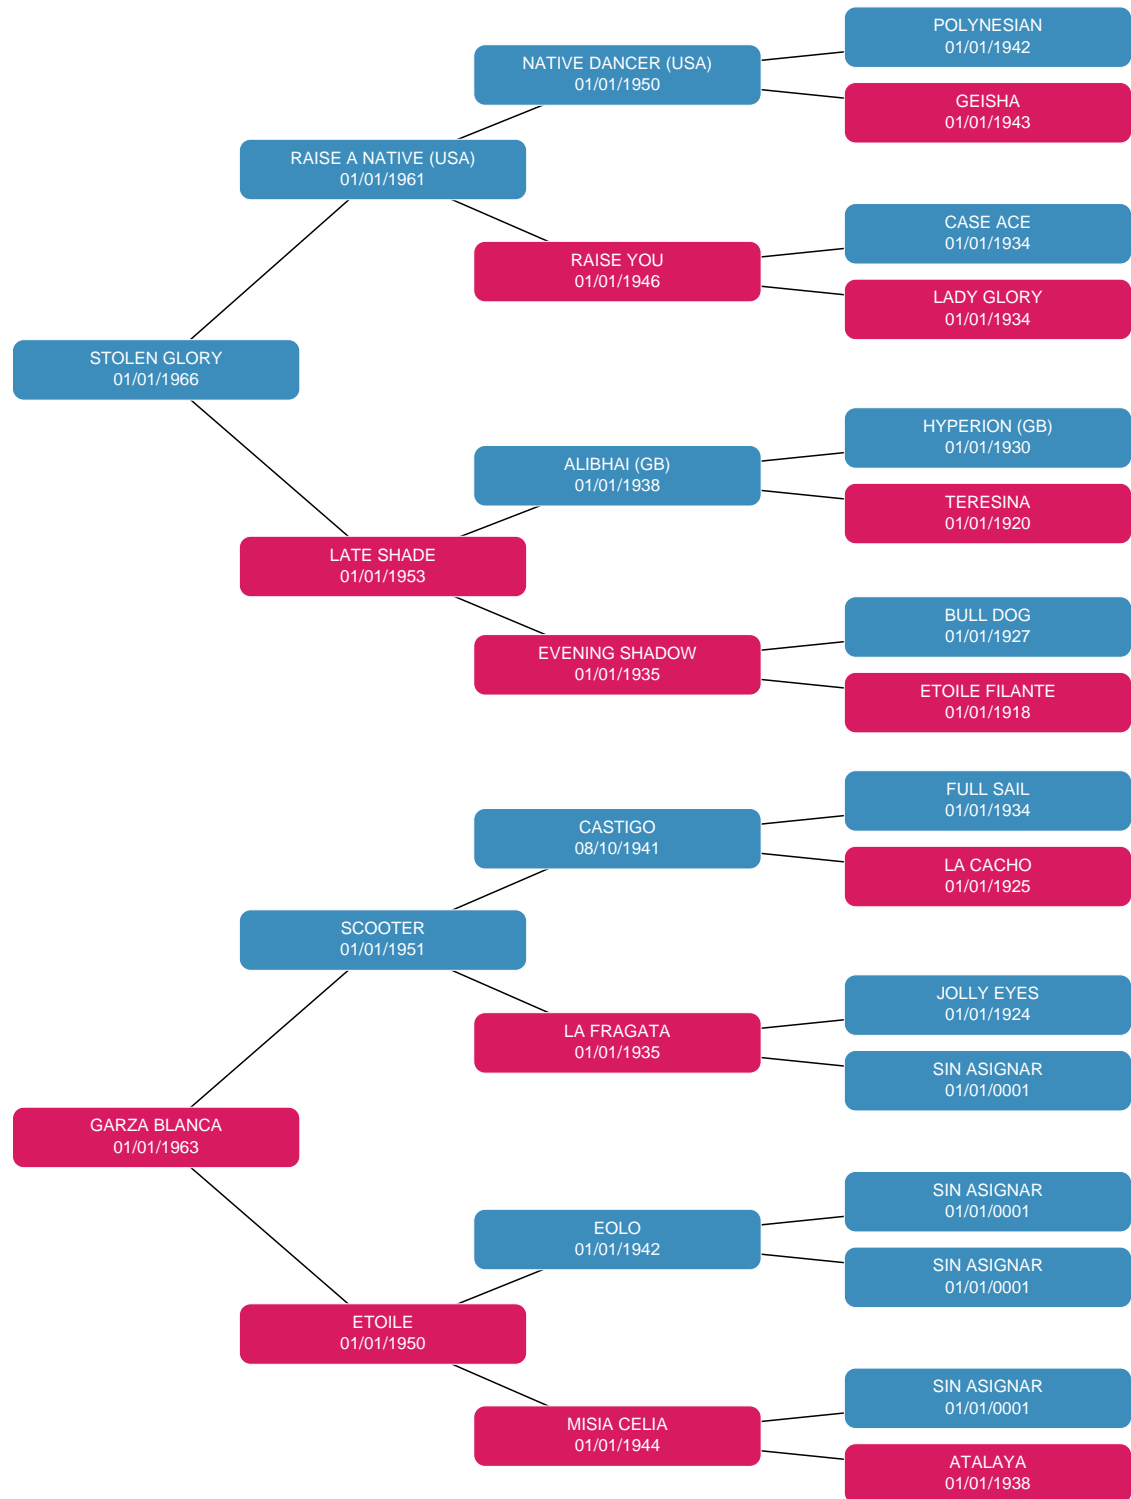 POLYNESIAN
01/01/1942
NATIVE DANCER (USA)
01/01/1950
GEISHA
01/01/1943
RAISE A NATIVE (USA)
01/01/1961
CASE ACE
01/01/1934
RAISE YOU
01/01/1946
LADY GLORY
01/01/1934
STOLEN GLORY
01/01/1966
HYPERION (GB)
01/01/1930
ALIBHAI (GB)
01/01/1938
TERESINA
01/01/1920
LATE SHADE
01/01/1953
BULL DOG
01/01/1927
EVENING SHADOW
01/01/1935
ETOILE FILANTE
01/01/1918
FULL SAIL
01/01/1934
CASTIGO
08/10/1941
LA CACHO
01/01/1925
SCOOTER
01/01/1951
JOLLY EYES
01/01/1924
LA FRAGATA
01/01/1935
SIN ASIGNAR
01/01/0001
GARZA BLANCA
01/01/1963
SIN ASIGNAR
01/01/0001
EOLO
01/01/1942
SIN ASIGNAR
01/01/0001
ETOILE
01/01/1950
SIN ASIGNAR
01/01/0001
MISIA CELIA
01/01/1944
ATALAYA
01/01/1938